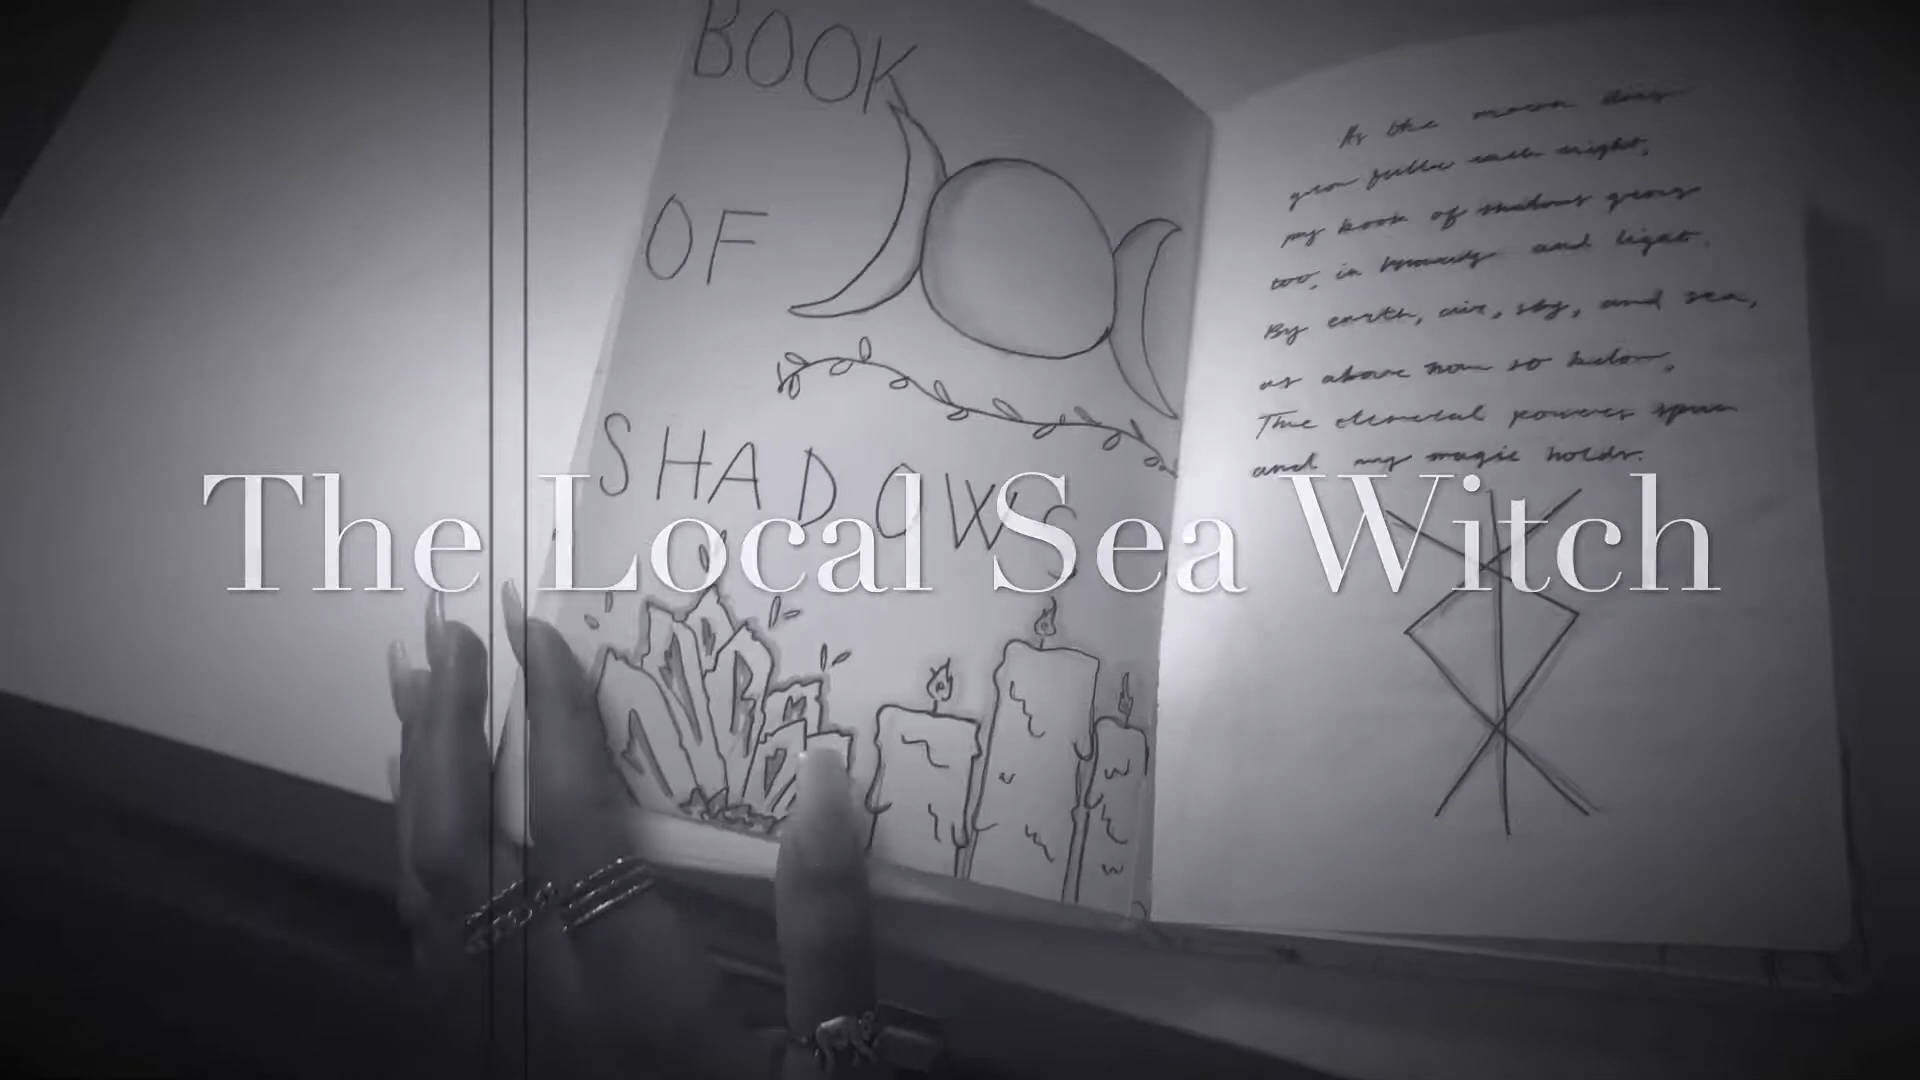 BOOK
OF
SHADOWS
The Local Sea Witch
As the moon does
grow fuller each night,
my book of shadows grows
too, in and light.
By earth, air, sky, and sea,
as above now so below,
The elemental powers
and my magic holds.